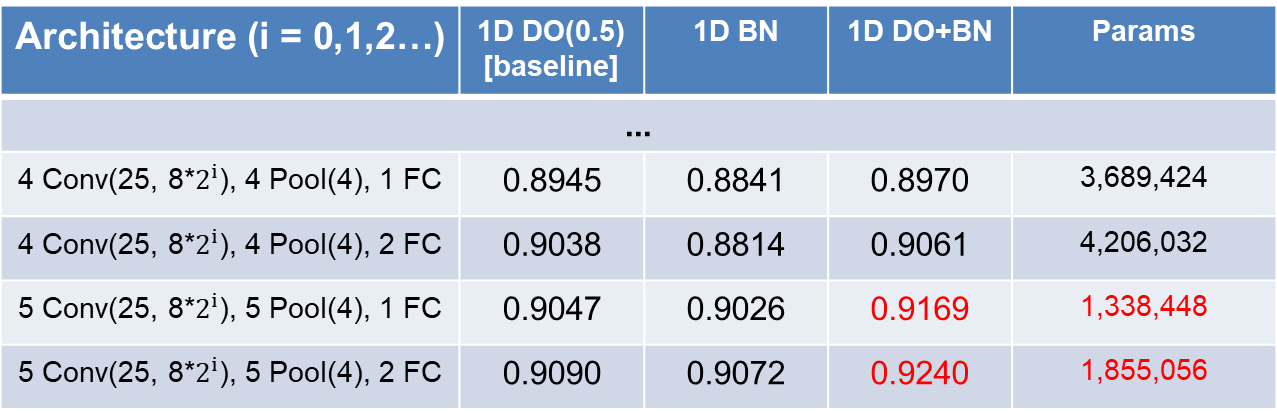 Architecture (i = 0,1,2…) 1D DO(0.5) [baseline] 1D BN 1D DO+BN Params
...
4 Conv(25, 8*2ⁱ), 4 Pool(4), 1 FC 0.8945 0.8841 0.8970 3,689,424
4 Conv(25, 8*2ⁱ), 4 Pool(4), 2 FC 0.9038 0.8814 0.9061 4,206,032
5 Conv(25, 8*2ⁱ), 5 Pool(4), 1 FC 0.9047 0.9026 0.9169 1,338,448
5 Conv(25, 8*2ⁱ), 5 Pool(4), 2 FC 0.9090 0.9072 0.9240 1,855,056